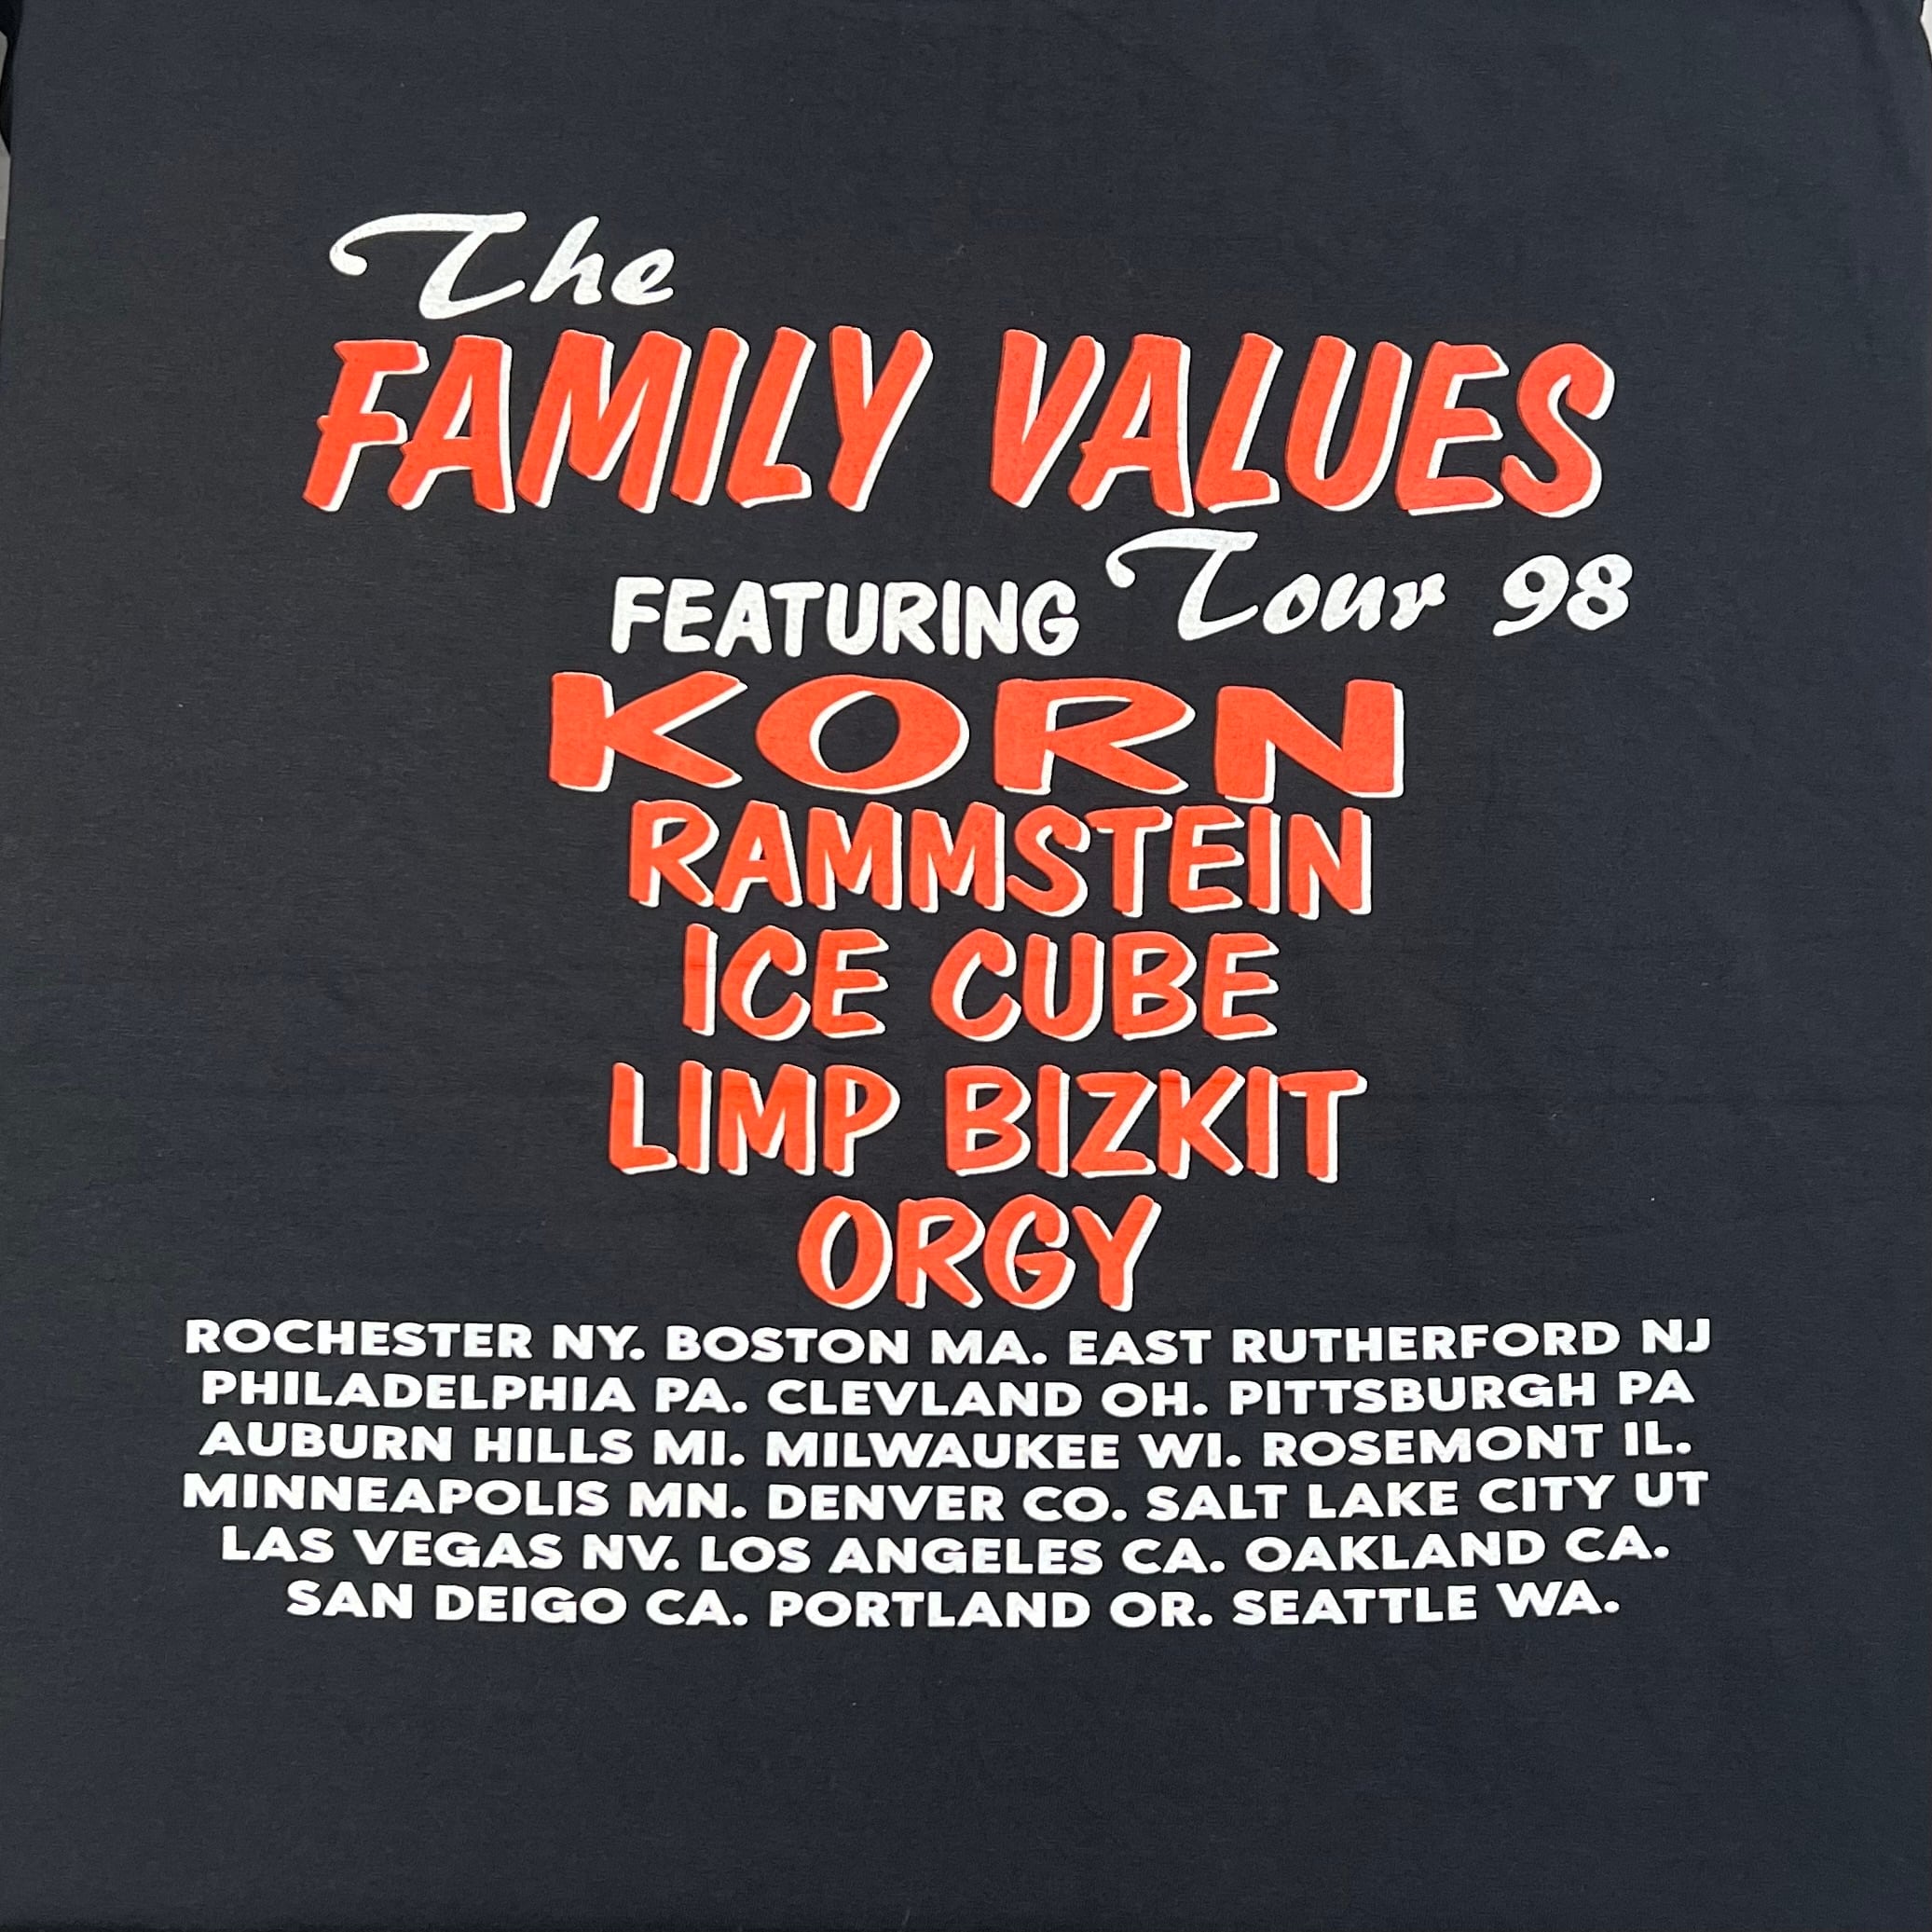 The
FAMILY VALUES
Tour 98
FEATURING
KORN
RAMMSTEIN
ICE CUBE
LIMP BIZKIT
ORGY
ROCHESTER NY. BOSTON MA. EAST RUTHERFORD NJ
PHILADELPHIA PA. CLEVLAND OH. PITTSBURGH PA
AUBURN HILLS MI. MILWAUKEE WI. ROSEMONT IL.
MINNEAPOLIS MN. DENVER CO. SALT LAKE CITY UT
LAS VEGAS NV. LOS ANGELES CA. OAKLAND CA.
SAN DEIGO CA. PORTLAND OR. SEATTLE WA.